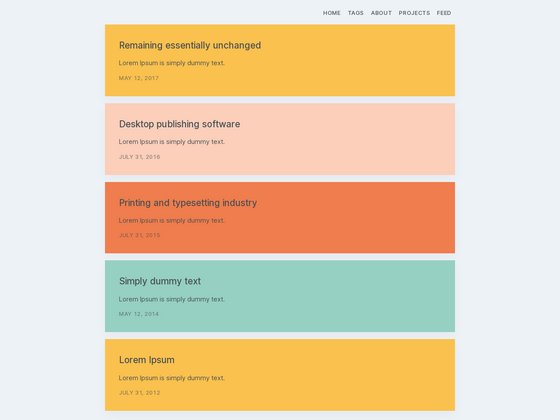 HOME TAGS ABOUT PROJECTS FEED
Remaining essentially unchanged
Lorem Ipsum is simply dummy text.
MAY 12, 2017
Desktop publishing software
Lorem Ipsum is simply dummy text.
JULY 31, 2016
Printing and typesetting industry
Lorem Ipsum is simply dummy text.
JULY 31, 2015
Simply dummy text
Lorem Ipsum is simply dummy text.
MAY 12, 2014
Lorem Ipsum
Lorem Ipsum is simply dummy text.
JULY 31, 2012